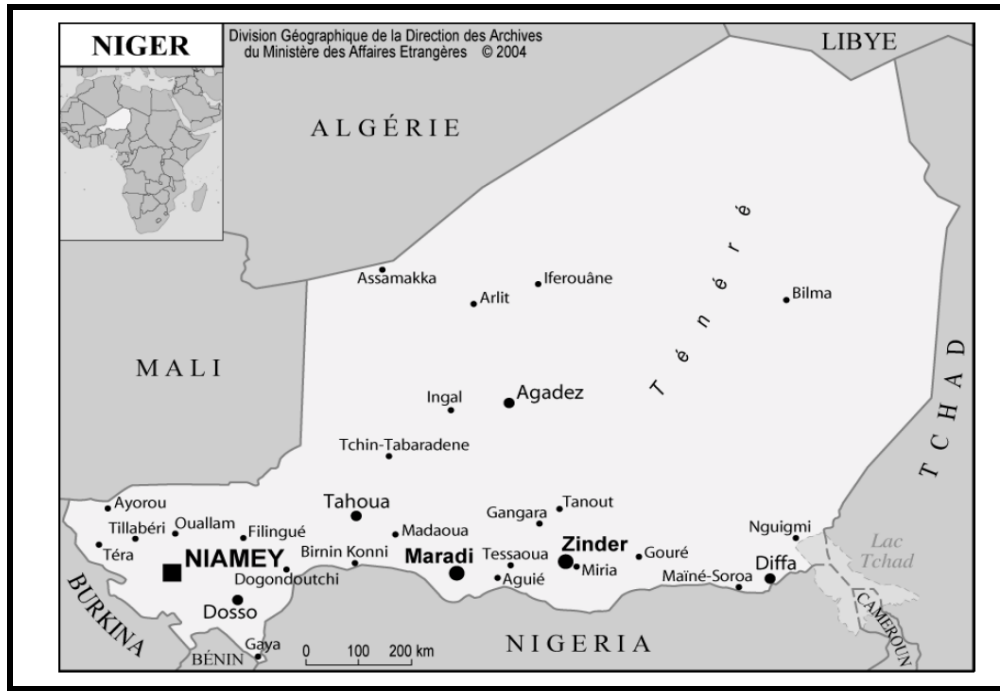 NIGER
Division Géographique de la Direction des Archives
du Ministère des Affaires Etrangères © 2004
LIBYE
ALGÉRIE
Ténéré
Assamakka
Iferouâne
Arlit
Bilma
MALI
TCHAD
Ingal
Agadez
Tchin-Tabaradene
Ayorou
Tahoua
Tanout
Gangara
Tillabéri
Ouallam
Filingué
Madaoua
Nguigmi
Téra
NIAMEY
Birnin Konni
Maradi
Tessaoua
Zinder
Gouré
Lac
Tchad
Dogondoutchi
Aguié
Miria
Maïné-Soroa
Diffa
BURKINA
Dosso
CAMEROUN
Gaya
BÉNIN
0 100 200 km
NIGERIA